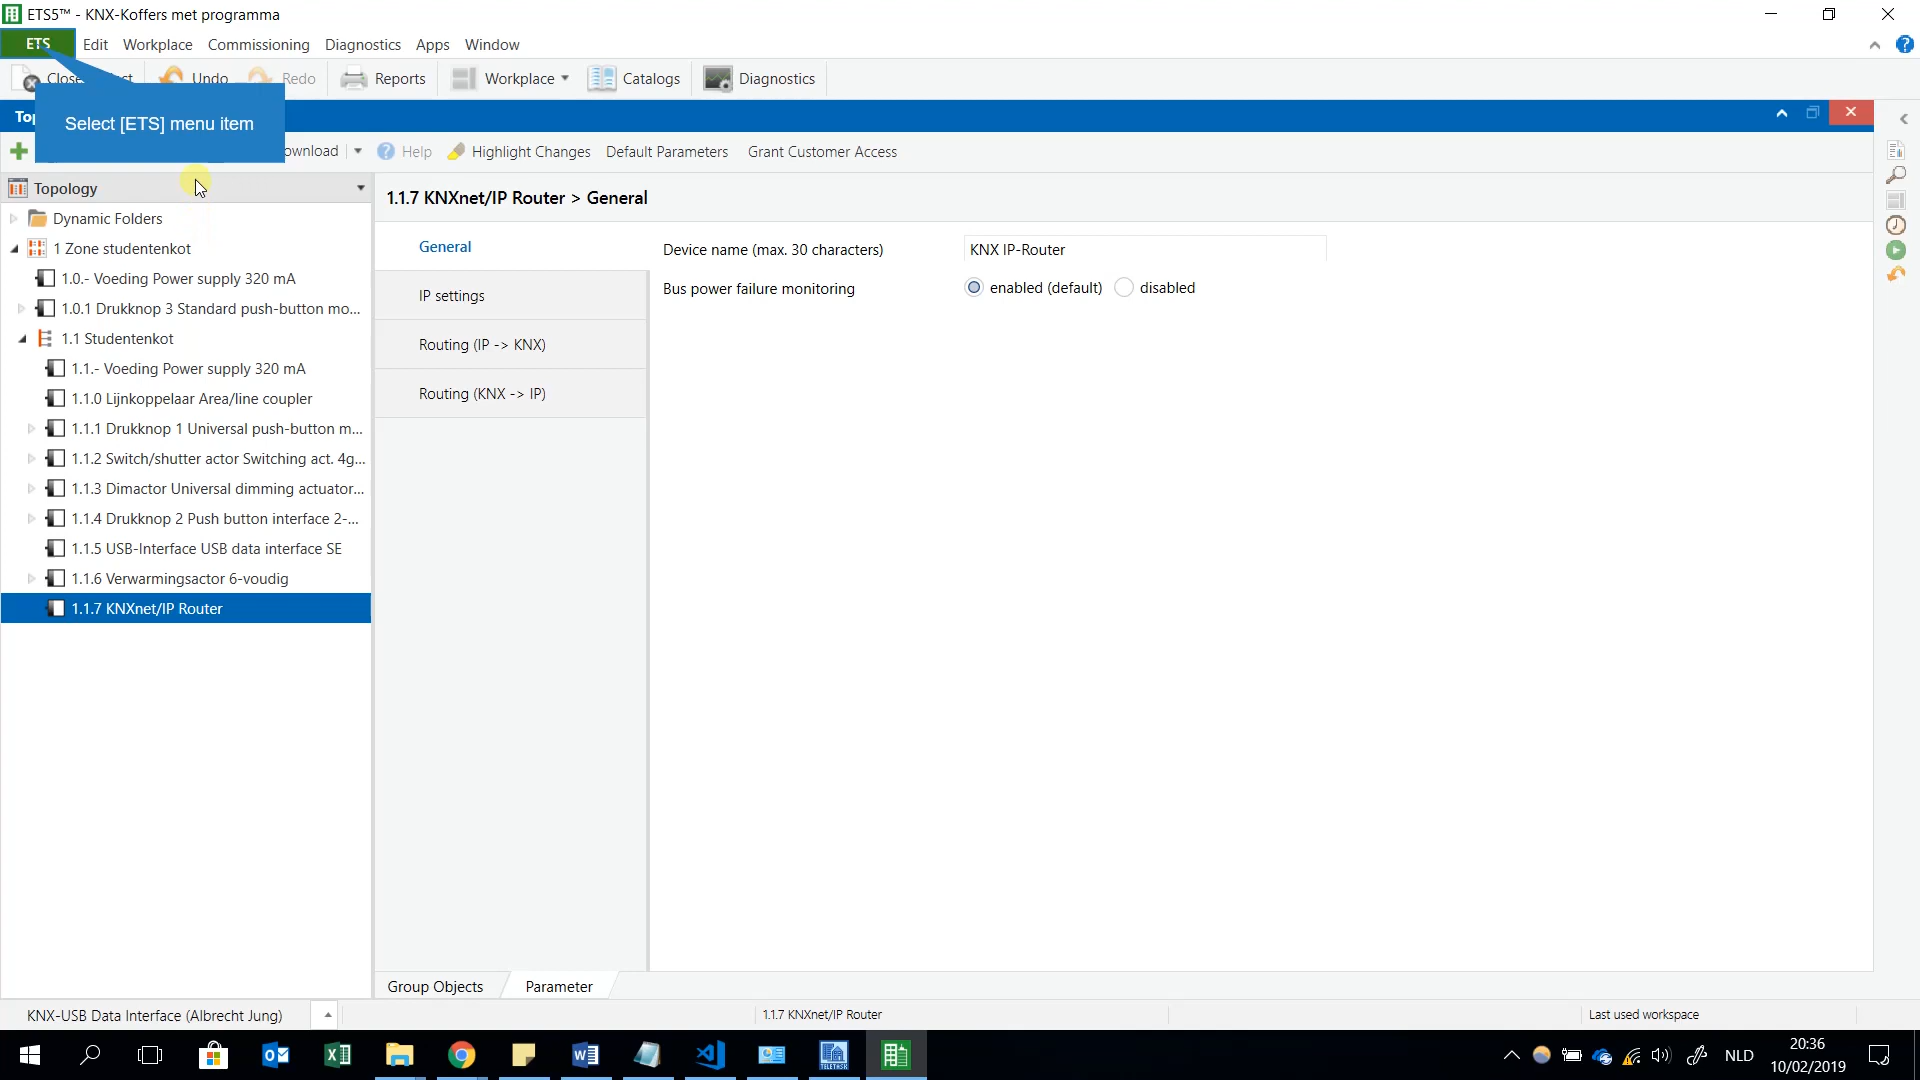 ETS5™ - KNX-Koffers met programma
ETS Edit Workplace Commissioning Diagnostics Apps Window
Close Undo Redo Reports Workplace Catalogs Diagnostics
Select [ETS] menu item
Help Highlight Changes Default Parameters Grant Customer Access
Topology
1.1.7 KNXnet/IP Router > General
Dynamic Folders
1 Zone studentenkot
1.0.- Voeding Power supply 320 mA
1.0.1 Drukknop 3 Standard push-button mo...
1.1 Studentenkot
1.1.- Voeding Power supply 320 mA
1.1.0 Lijnkoppelaar Area/line coupler
1.1.1 Drukknop 1 Universal push-button m...
1.1.2 Switch/shutter actor Switching act. 4g...
1.1.3 Dimactor Universal dimming actuator...
1.1.4 Drukknop 2 Push button interface 2-...
1.1.5 USB-Interface USB data interface SE
1.1.6 Verwarmingsactor 6-voudig
1.1.7 KNXnet/IP Router
General
IP settings
Routing (IP -> KNX)
Routing (KNX -> IP)
Device name (max. 30 characters) KNX IP-Router
Bus power failure monitoring enabled (default) disabled
Group Objects Parameter
KNX-USB Data Interface (Albrecht Jung) 1.1.7 KNXnet/IP Router Last used workspace
TELETASK
NLD
20:36
10/02/2019